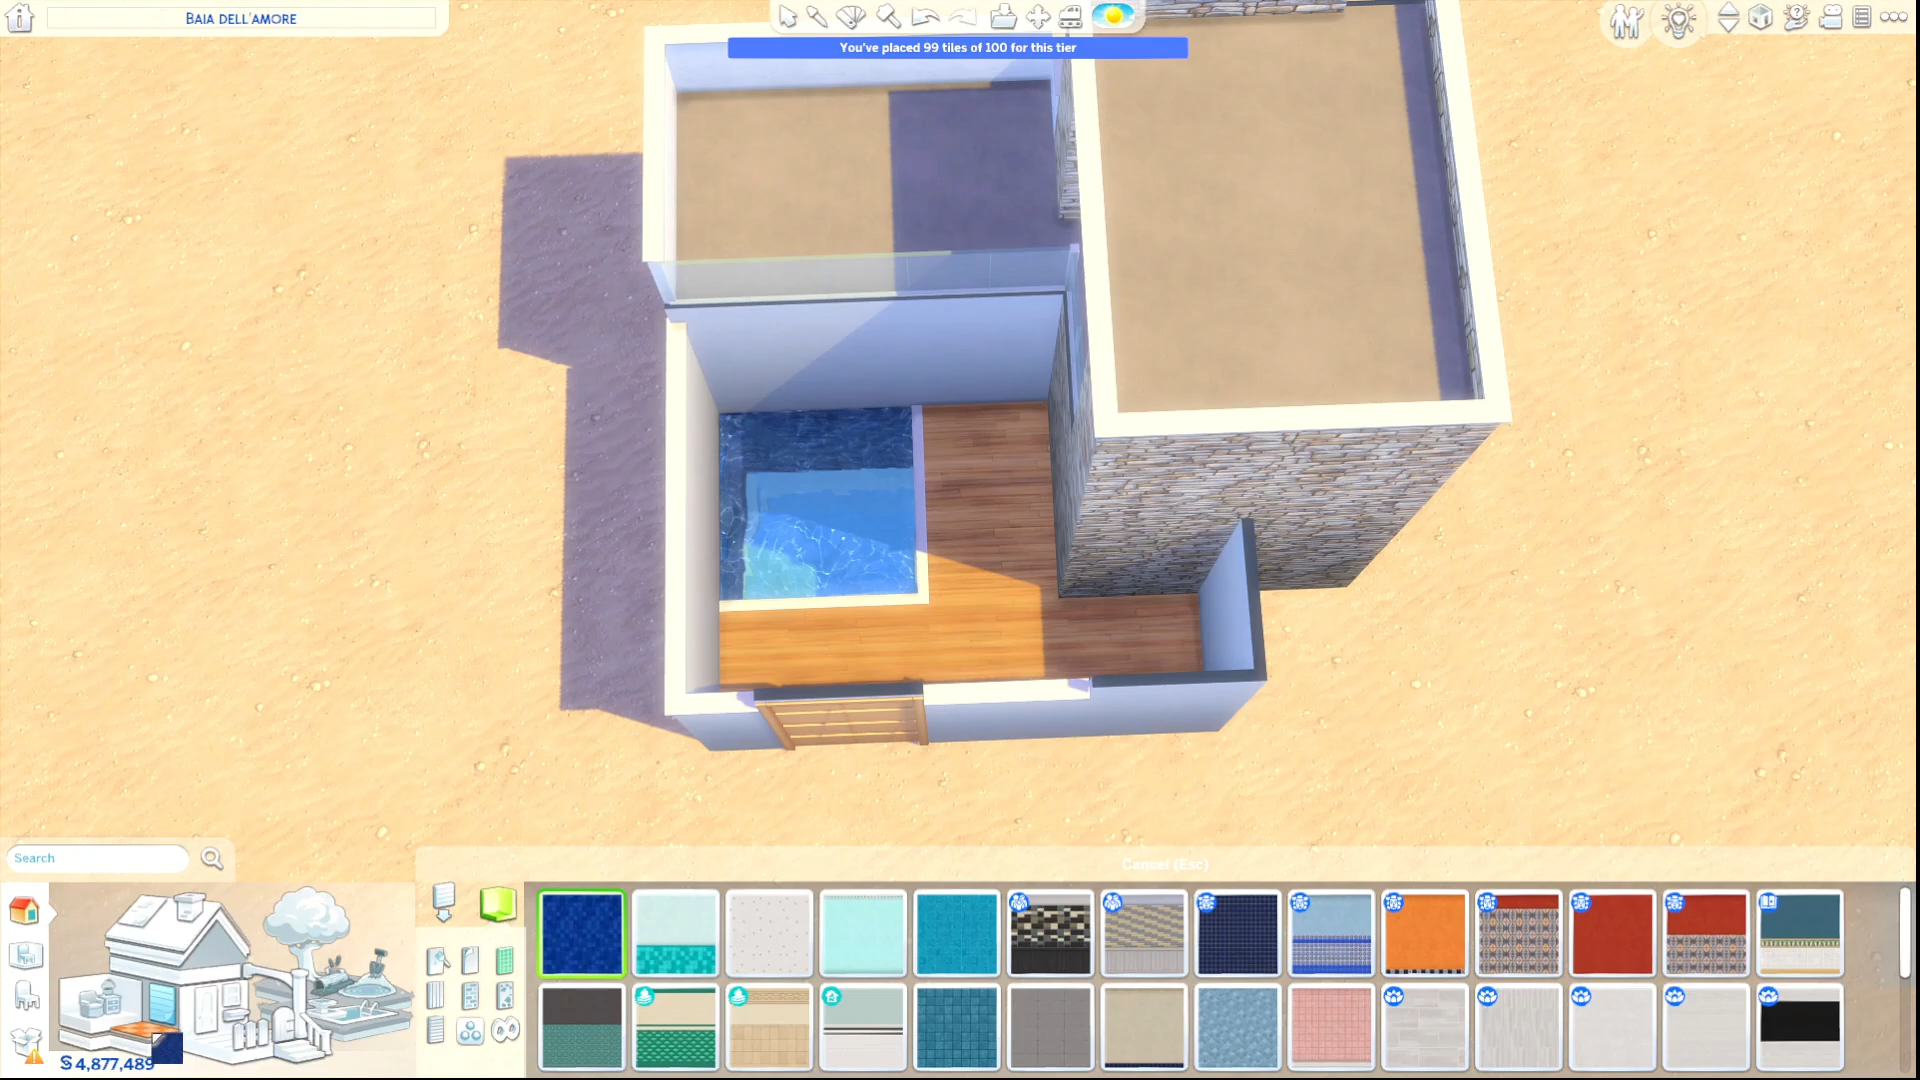 BAIA DELL'AMORE
You've placed 99 tiles of 100 for this tier
Cancel (Esc)
Search
§4,877,489